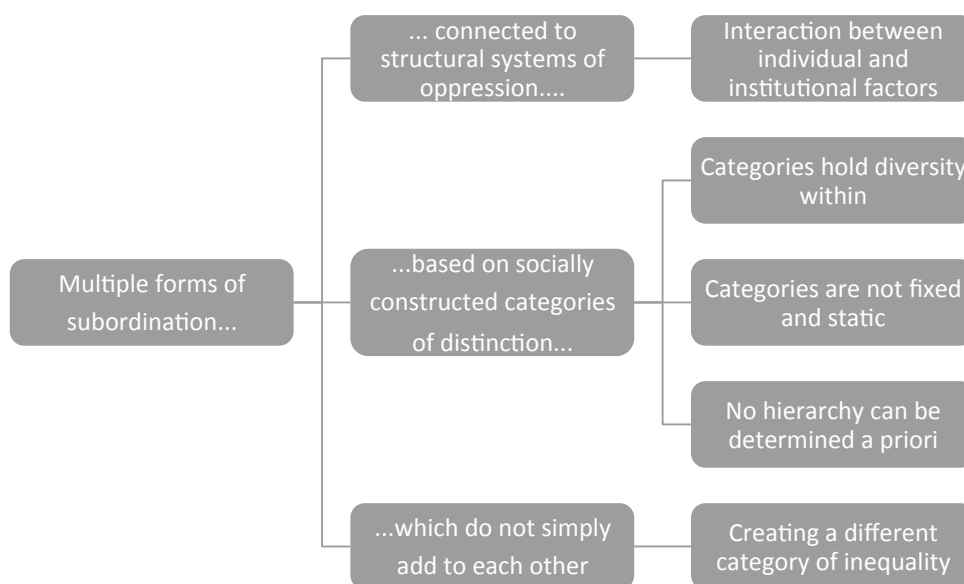 ... connected to
structural systems of
oppression....
Interaction between
individual and
institutional factors
Categories hold diversity
within
Multiple forms of
subordination...
...based on socially
constructed categories
of distinction...
Categories are not fixed
and static
No hierarchy can be
determined a priori
...which do not simply
add to each other
Creating a different
category of inequality